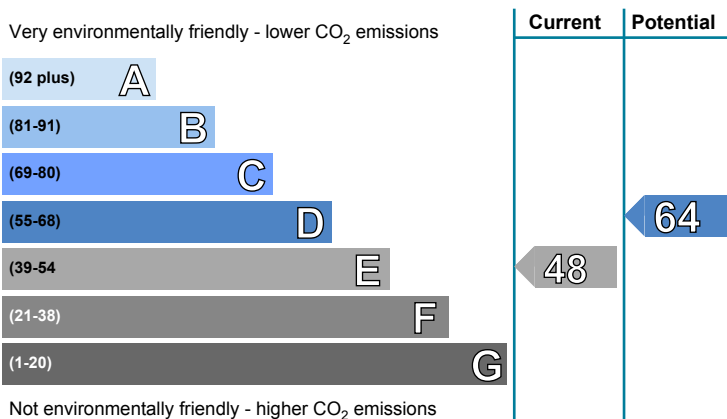 Current Potential
Very environmentally friendly - lower CO₂ emissions
(92 plus) A
(81-91) B
(69-80) C
(55-68) D
64
(39-54 E
48
(21-38) F
(1-20) G
Not environmentally friendly - higher CO₂ emissions